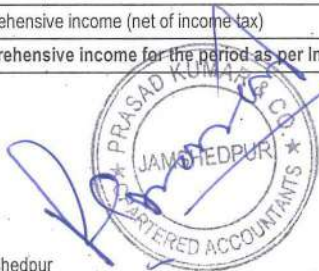 ehensive income (net of income tax)
rehensive income for the period as per In
PRASAD KUMAR & CO.
JAMSHEDPUR
CHARTERED ACCOUNTANTS
hedpur